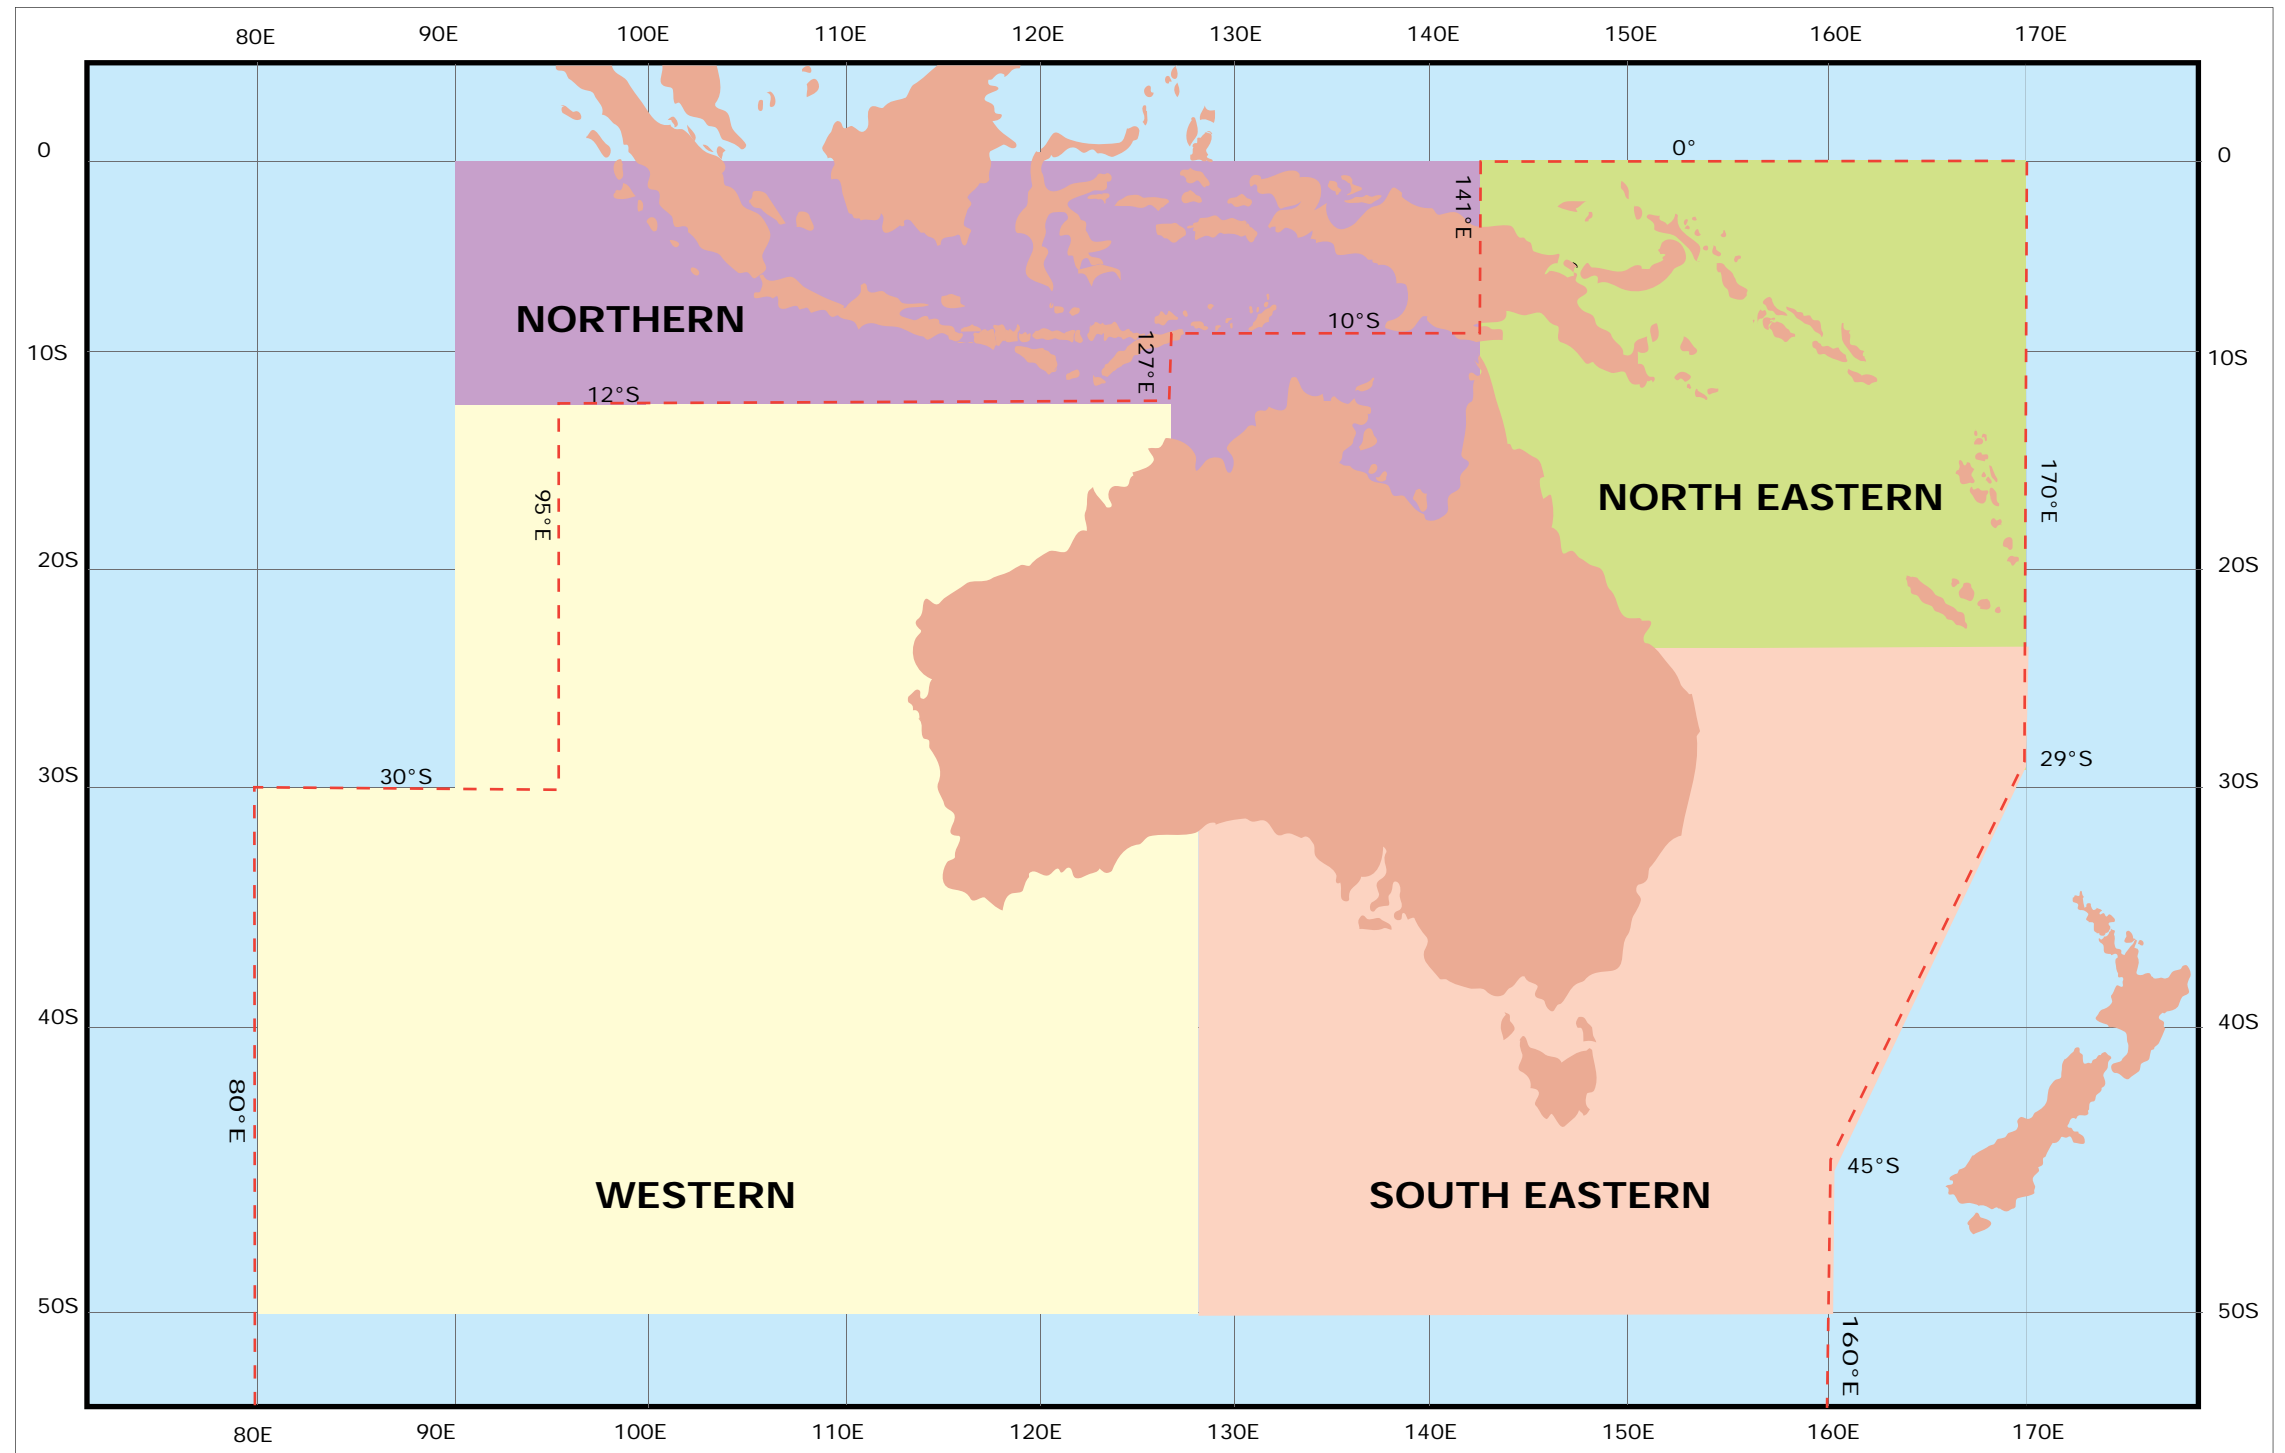 80E 90E 100E 110E 120E 130E 140E 150E 160E 170E
0 0° 0
141°E
NORTHERN 10°S
127°E
10S 10S
12°S
95°E
NORTH EASTERN
170°E
20S 20S
30S 30°S 29°S 30S
40S 40S
80°E
45°S
WESTERN SOUTH EASTERN
50S 50S
160°E
80E 90E 100E 110E 120E 130E 140E 150E 160E 170E